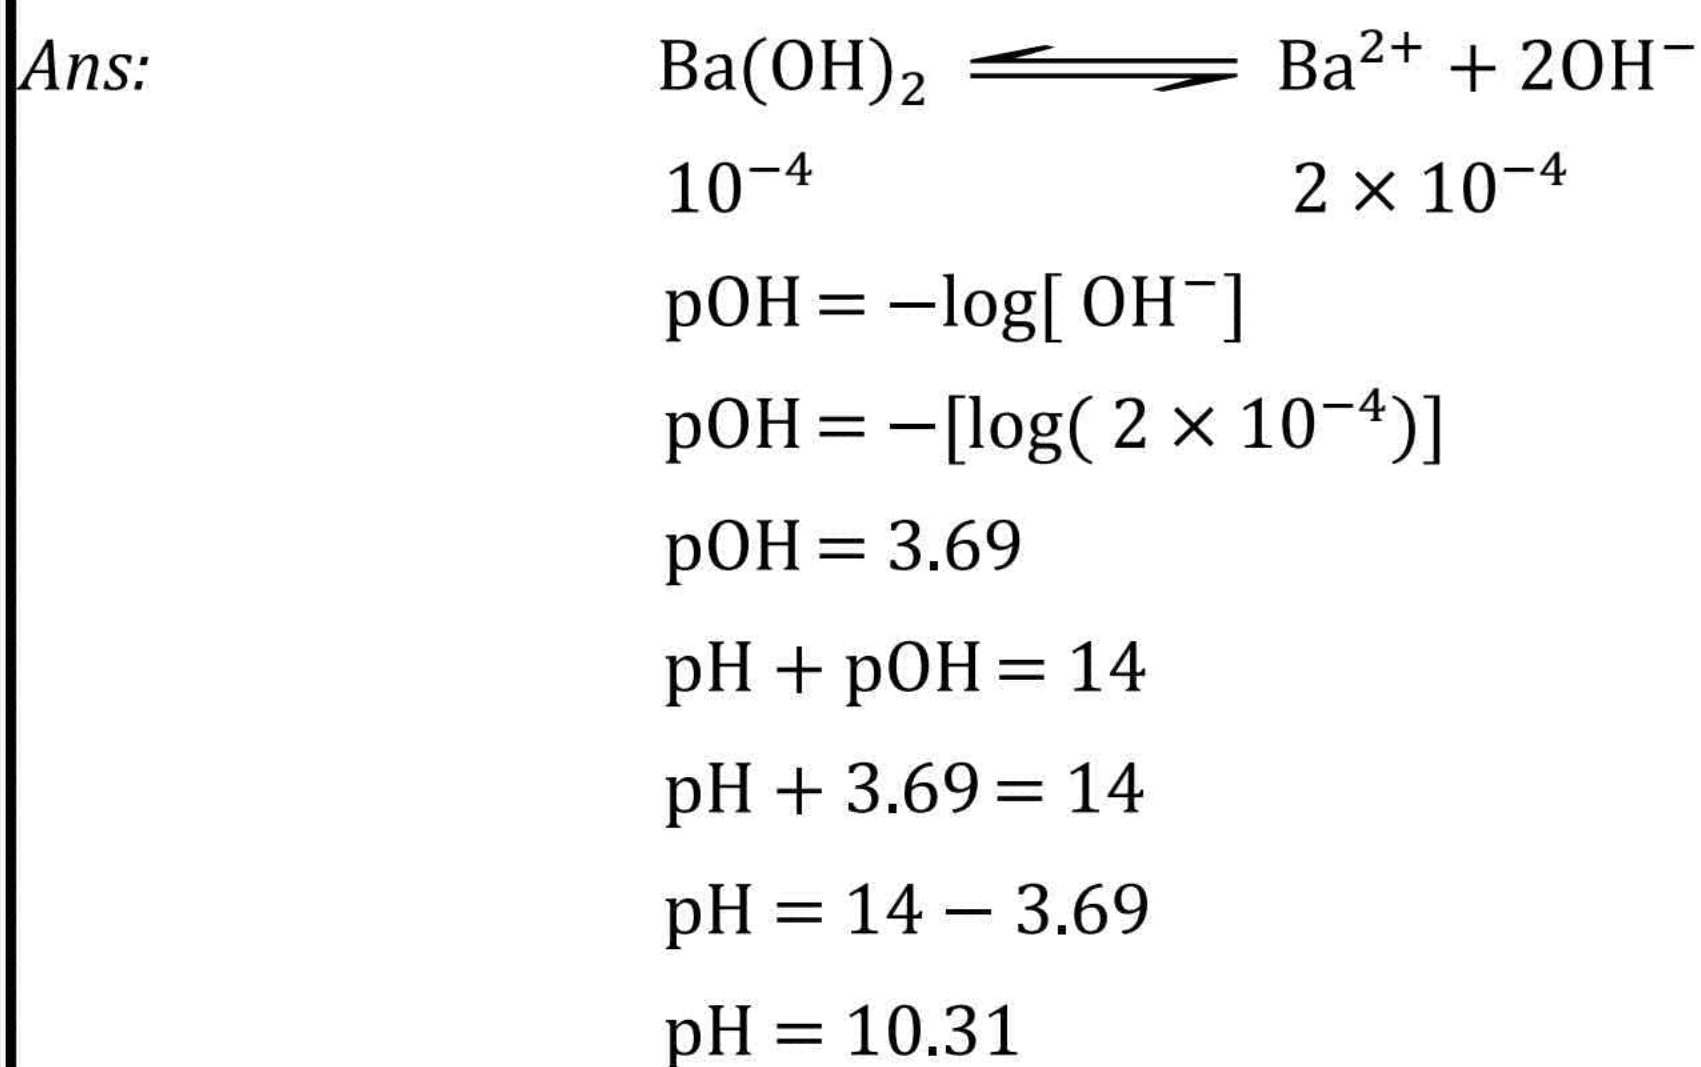 Ans: Ba(OH)₂ ⇌ Ba²⁺ + 2OH⁻
10⁻⁴ 2 × 10⁻⁴
pOH = −log[ OH⁻]
pOH = −[log( 2 × 10⁻⁴)]
pOH = 3.69
pH + pOH = 14
pH + 3.69 = 14
pH = 14 − 3.69
pH = 10.31